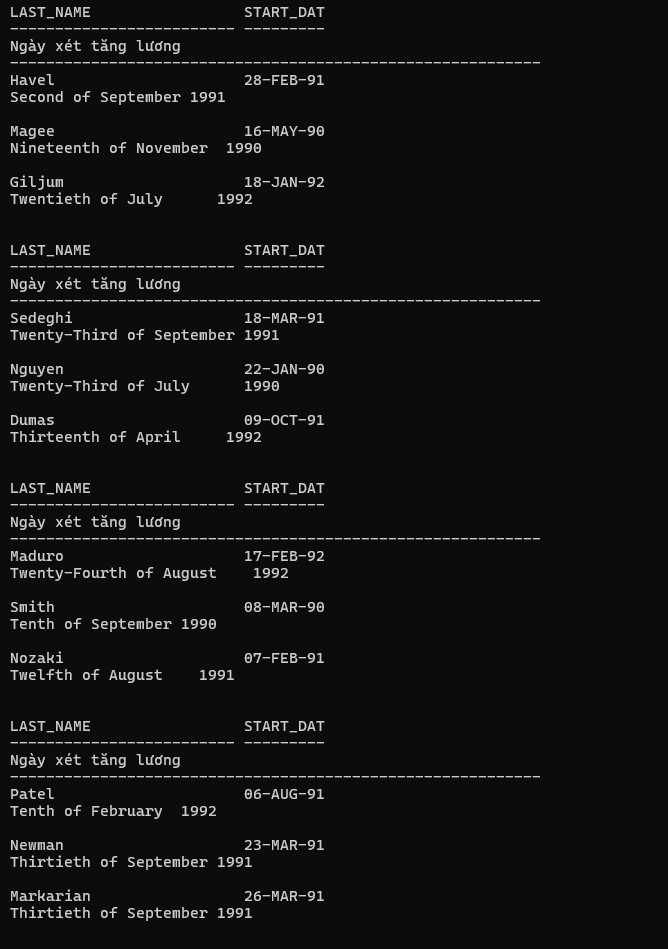 LAST_NAME                 START_DAT
------------------------- ---------
Ngày xét tăng lương
-----------------------------------------------------------
Havel                     28-FEB-91
Second of September 1991
Magee                     16-MAY-90
Nineteenth of November  1990
Giljum                    18-JAN-92
Twentieth of July      1992
LAST_NAME                 START_DAT
------------------------- ---------
Ngày xét tăng lương
-----------------------------------------------------------
Sedeghi                   18-MAR-91
Twenty-Third of September 1991
Nguyen                    22-JAN-90
Twenty-Third of July      1990
Dumas                     09-OCT-91
Thirteenth of April     1992
LAST_NAME                 START_DAT
------------------------- ---------
Ngày xét tăng lương
-----------------------------------------------------------
Maduro                    17-FEB-92
Twenty-Fourth of August    1992
Smith                     08-MAR-90
Tenth of September 1990
Nozaki                    07-FEB-91
Twelfth of August    1991
LAST_NAME                 START_DAT
------------------------- ---------
Ngày xét tăng lương
-----------------------------------------------------------
Patel                     06-AUG-91
Tenth of February  1992
Newman                    23-MAR-91
Thirtieth of September 1991
Markarian                 26-MAR-91
Thirtieth of September 1991